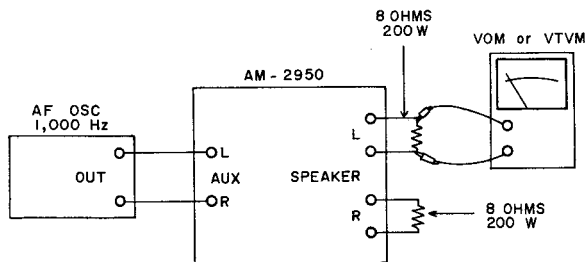 8 OHMS
200 W
VOM or VTVM
AM-2950
AF OSC
1,000 Hz
L
OUT
L
AUX
SPEAKER
R
R
8 OHMS
200 W